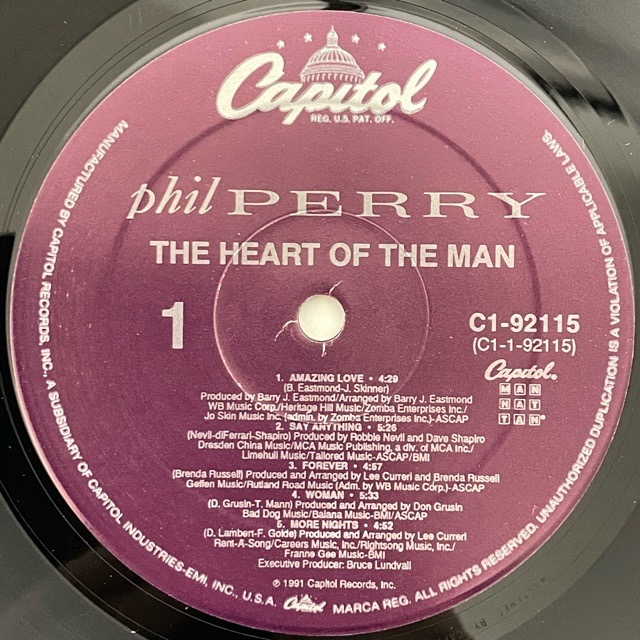 Capitol
REG. U.S. PAT. OFF.
phil PERRY
THE HEART OF THE MAN
1
C1-92115
(C1-1-92115)
Capitol®
MAN
HAT
TAN®
1. AMAZING LOVE • 4:29
(B. Eastmond-J. Skinner)
Produced by Barry J. Eastmond/Arranged by Barry J. Eastmond
WB Music Corp./Heritage Hill Music/Zomba Enterprises Inc./
Jo Skin Music Inc.(admin. by Zomba Enterprises Inc.)-ASCAP
2. SAY ANYTHING • 5:26
(Nevil-diFerrari-Shapiro) Produced by Robbie Nevil and Dave Shapiro
Dresden China Music/MCA Music Publishing, a div. of MCA Inc./
Limehull Music/Tailored Music-ASCAP/BMI
3. FOREVER • 4:57
(Brenda Russell) Produced and Arranged by Lee Curreri and Brenda Russell
Geffen Music/Rutland Road Music (Adm. by WB Music Corp.)-ASCAP
4. WOMAN • 5:33
(D. Grusin-T. Mann) Produced and Arranged by Don Grusin
Bad Dog Music/Baiana Music-BMI/ASCAP
5. MORE NIGHTS • 4:52
(D. Lambert-F. Golde) Produced and Arranged by Lee Curreri
Rent-A-Song/Careers Music, Inc./Rightsong Music, Inc./
Franne Gee Music-BMI
Executive Producer: Bruce Lundvall
℗ 1991 Capitol Records, Inc.
MANUFACTURED BY CAPITOL RECORDS, INC., A SUBSIDIARY OF CAPITOL INDUSTRIES-EMI, INC., U.S.A. Capitol MARCA REG. ALL RIGHTS RESERVED. UNAUTHORIZED DUPLICATION IS A VIOLATION OF APPLICABLE LAWS.